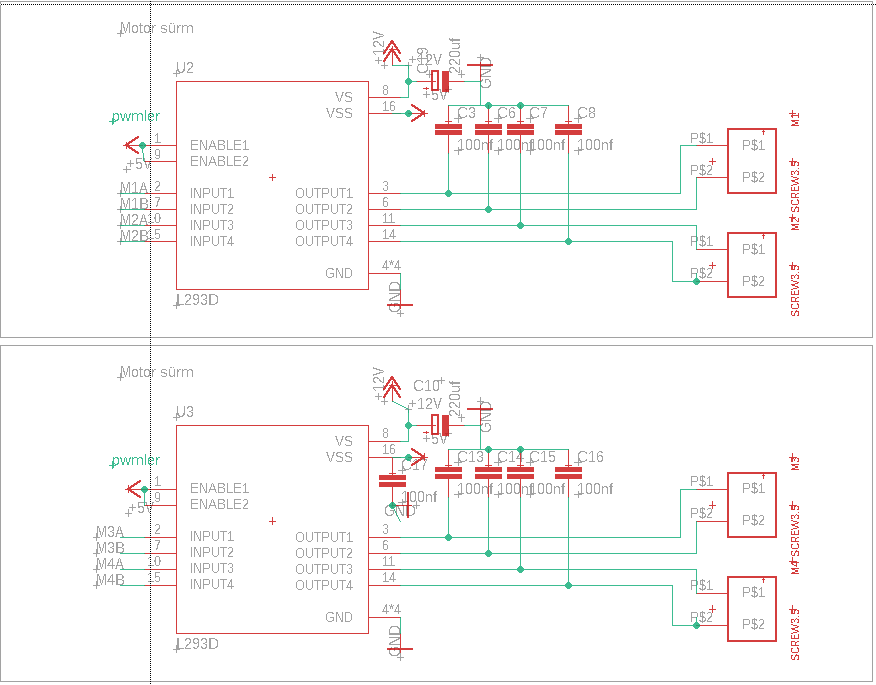 Motor sürm
U2
+12V
C9
+12V
220uf
GND
+5V
VS 8
VSS 16
C3 C6 C7 C8
100nf 100nf 100nf 100nf
pwmler
1 ENABLE1
9 ENABLE2
+5V
M1A 2 INPUT1
M1B 7 INPUT2
M2A 10 INPUT3
M2B 15 INPUT4
OUTPUT1 3
OUTPUT2 6
OUTPUT3 11
OUTPUT4 14
GND 4*4
GND
L293D
P$1 P$1
P$2 P$2
M1
SCREW3.5
P$1 P$1
P$2 P$2
M2
SCREW3.5
Motor sürm
U3
+12V
C10
+12V
220uf
GND
+5V
VS 8
VSS 16
C17
100nf
GND
C13 C14 C15 C16
100nf 100nf 100nf 100nf
pwmler
1 ENABLE1
9 ENABLE2
+5V
M3A 2 INPUT1
M3B 7 INPUT2
M4A 10 INPUT3
M4B 15 INPUT4
OUTPUT1 3
OUTPUT2 6
OUTPUT3 11
OUTPUT4 14
GND 4*4
GND
L293D
P$1 P$1
P$2 P$2
M3
SCREW3.5
P$1 P$1
P$2 P$2
M4
SCREW3.5